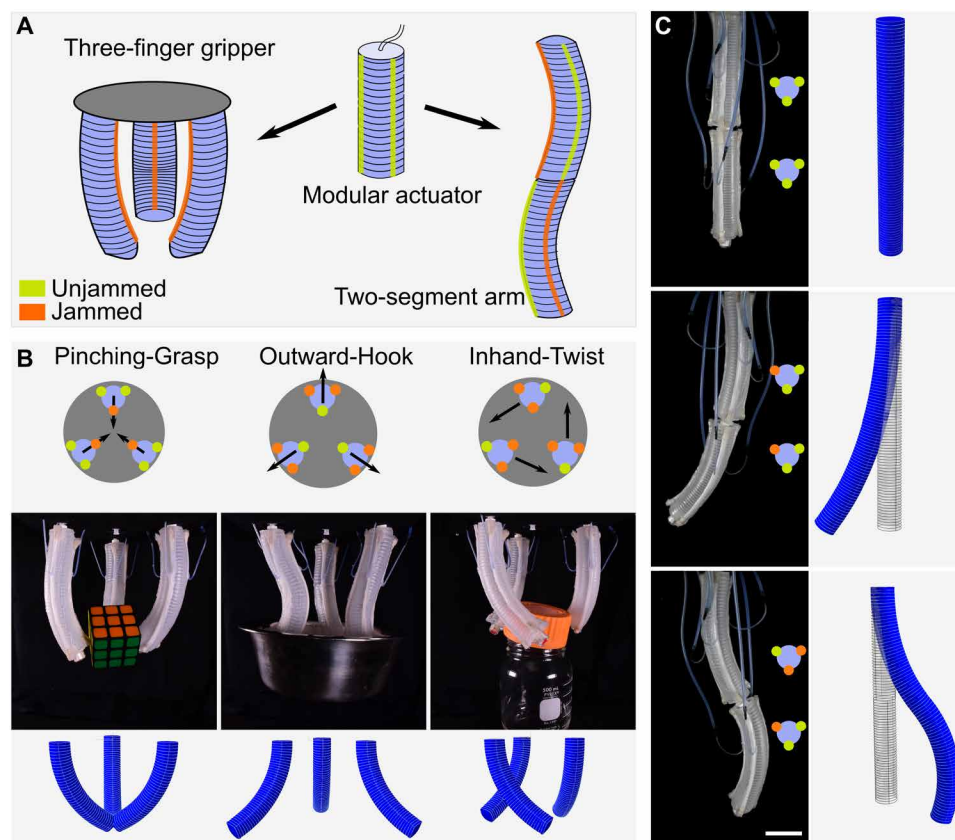 A
Three-finger gripper
Modular actuator
Two-segment arm
Unjammed
Jammed
B
Pinching-Grasp
Outward-Hook
Inhand-Twist
C